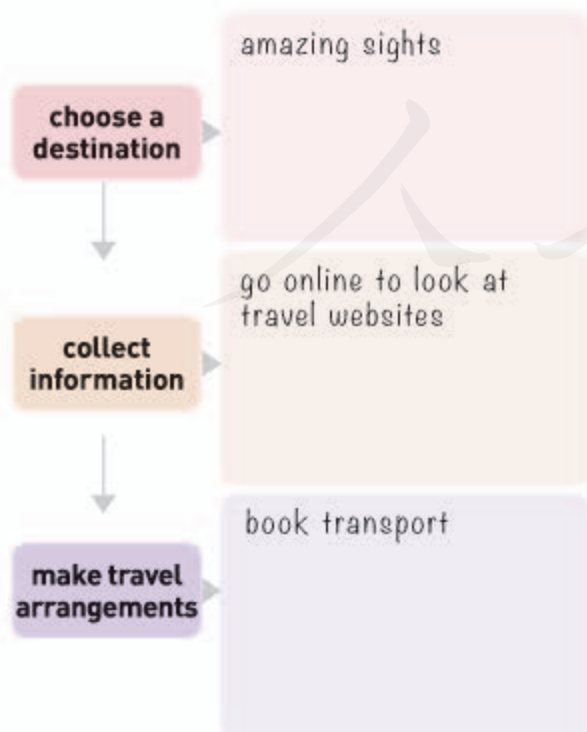 amazing sights
choose a
destination
go online to look at
travel websites
collect
information
book transport
make travel
arrangements